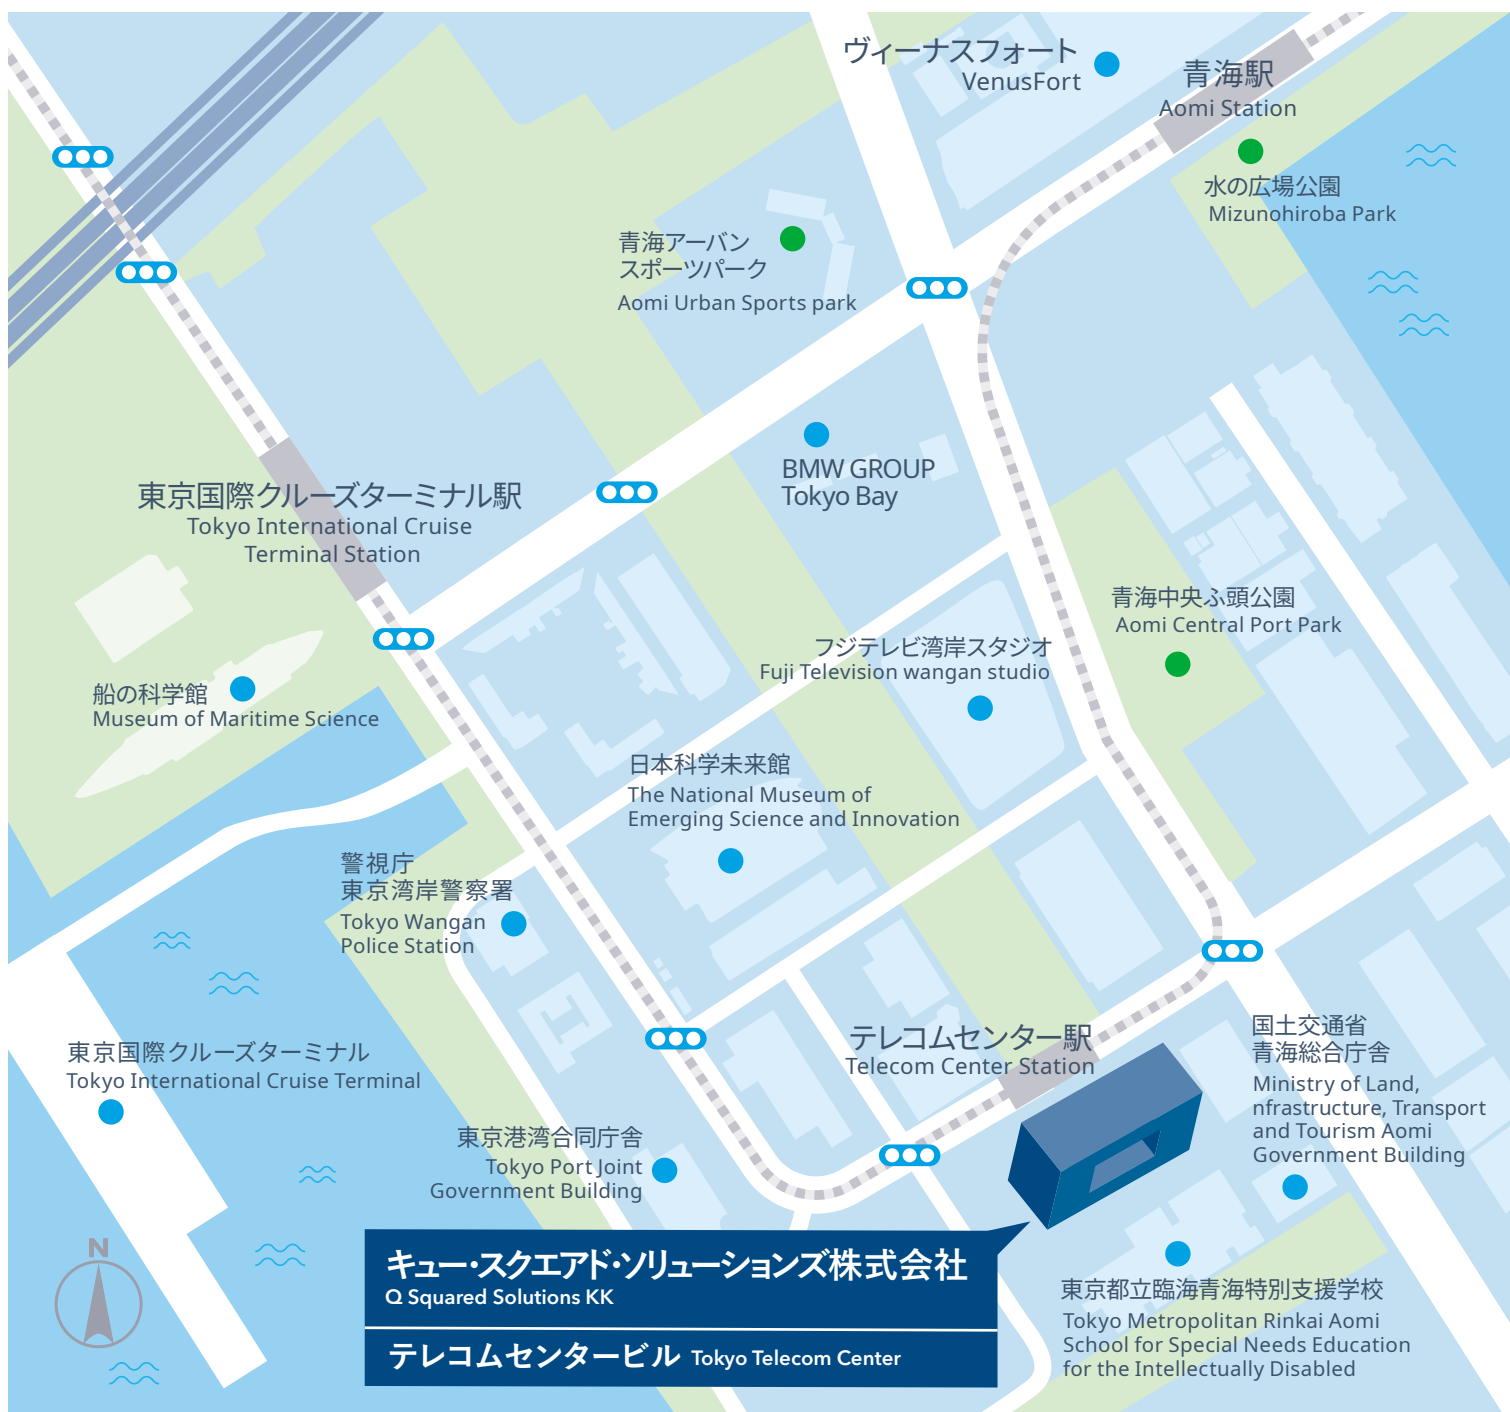 ヴィーナスフォート
VenusFort
青海駅
Aomi Station
水の広場公園
Mizunohiroba Park
青海アーバン
スポーツパーク
Aomi Urban Sports park
BMW GROUP
Tokyo Bay
東京国際クルーズターミナル駅
Tokyo International Cruise
Terminal Station
青海中央ふ頭公園
Aomi Central Port Park
フジテレビ湾岸スタジオ
Fuji Television wangan studio
船の科学館
Museum of Maritime Science
日本科学未来館
The National Museum of
Emerging Science and Innovation
警視庁
東京湾岸警察署
Tokyo Wangan
Police Station
東京国際クルーズターミナル
Tokyo International Cruise Terminal
テレコムセンター駅
Telecom Center Station
国土交通省
青海総合庁舎
Ministry of Land,
nfrastructure, Transport
and Tourism Aomi
Government Building
東京港湾合同庁舎
Tokyo Port Joint
Government Building
N
キュー・スクエアド・ソリューションズ株式会社
Q Squared Solutions KK
テレコムセンタービル Tokyo Telecom Center
東京都立臨海青海特別支援学校
Tokyo Metropolitan Rinkai Aomi
School for Special Needs Education
for the Intellectually Disabled